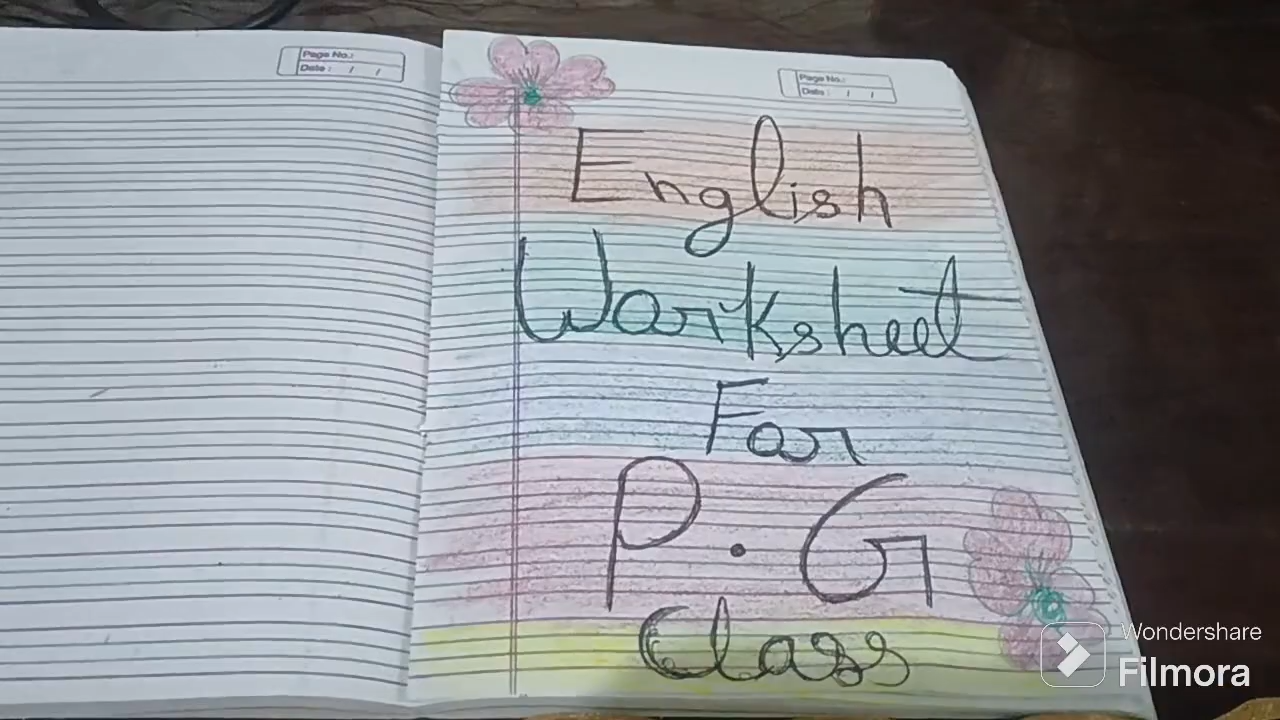 Page No.:
Date : / /
Page No.:
Date : / /
English
Worksheet
For
P.G
Class
Wondershare
Filmora